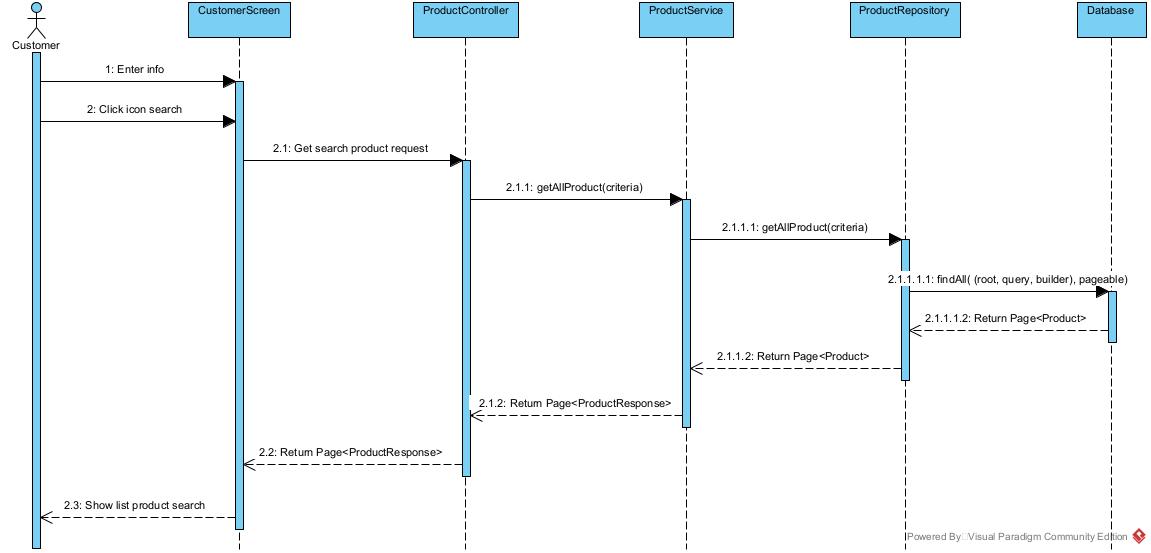 CustomerScreen
ProductController
ProductService
ProductRepository
Database
Customer
1: Enter info
2: Click icon search
2.1: Get search product request
2.1.1: getAllProduct(criteria)
2.1.1.1: getAllProduct(criteria)
2.1.1.1.1: findAll( (root, query, builder), pageable)
2.1.1.1.2: Return Page<Product>
2.1.1.2: Return Page<Product>
2.1.2: Return Page<ProductResponse>
2.2: Return Page<ProductResponse>
2.3: Show list product search
Powered By Visual Paradigm Community Edition